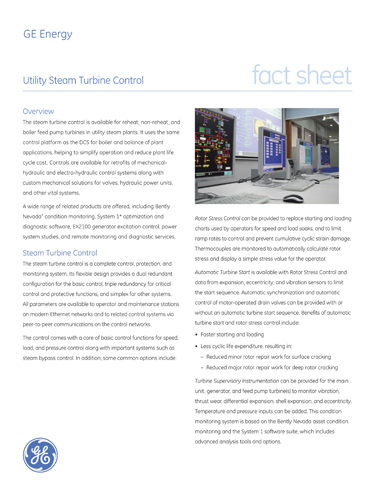 GE Energy
Utility Steam Turbine Control
fact sheet
Overview
The steam turbine control is available for reheat, non-reheat, and
boiler feed pump turbines in utility steam plants. It uses the same
control platform as the DCS for boiler and balance of plant
applications, helping to simplify operation and reduce plant life
cycle cost. Controls are available for retrofits of mechanical-
hydraulic and electro-hydraulic control systems along with
custom mechanical solutions for valves, hydraulic power units,
and other vital systems.
A wide range of related products are offered, including Bently
Nevada* condition monitoring, System 1* optimization and
diagnostic software, EX2100 generator excitation control, power
system studies, and remote monitoring and diagnostic services.
Steam Turbine Control
The steam turbine control is a complete control, protection, and
monitoring system. Its flexible design provides a dual redundant
configuration for the basic control, triple redundancy for critical
control and protective functions, and simplex for other systems.
All parameters are available to operator and maintenance stations
on modern Ethernet networks and to related control systems via
peer-to-peer communications on the control networks.
The control comes with a core of basic control functions for speed,
load, and pressure control along with important systems such as
steam bypass control. In addition, some common options include:
Rotor Stress Control can be provided to replace starting and loading
charts used by operators for speed and load soaks, and to limit
ramp rates to control and prevent cumulative cyclic strain damage.
Thermocouples are monitored to automatically calculate rotor
stress and display a simple stress value for the operator.
Automatic Turbine Start is available with Rotor Stress Control and
data from expansion, eccentricity, and vibration sensors to limit
the start sequence. Automatic synchronization and automatic
control of motor-operated drain valves can be provided with or
without an automatic turbine start sequence. Benefits of automatic
turbine start and rotor stress control include:
• Faster starting and loading
• Less cyclic life expenditure, resulting in:
– Reduced minor rotor repair work for surface cracking
– Reduced major rotor repair work for deep rotor cracking
Turbine Supervisory Instrumentation can be provided for the main
unit, generator, and feed pump turbine(s) to monitor vibration,
thrust wear, differential expansion, shell expansion, and eccentricity.
Temperature and pressure inputs can be added. This condition
monitoring system is based on the Bently Nevada asset condition
monitoring and the System 1 software suite, which includes
advanced analysis tools and options.